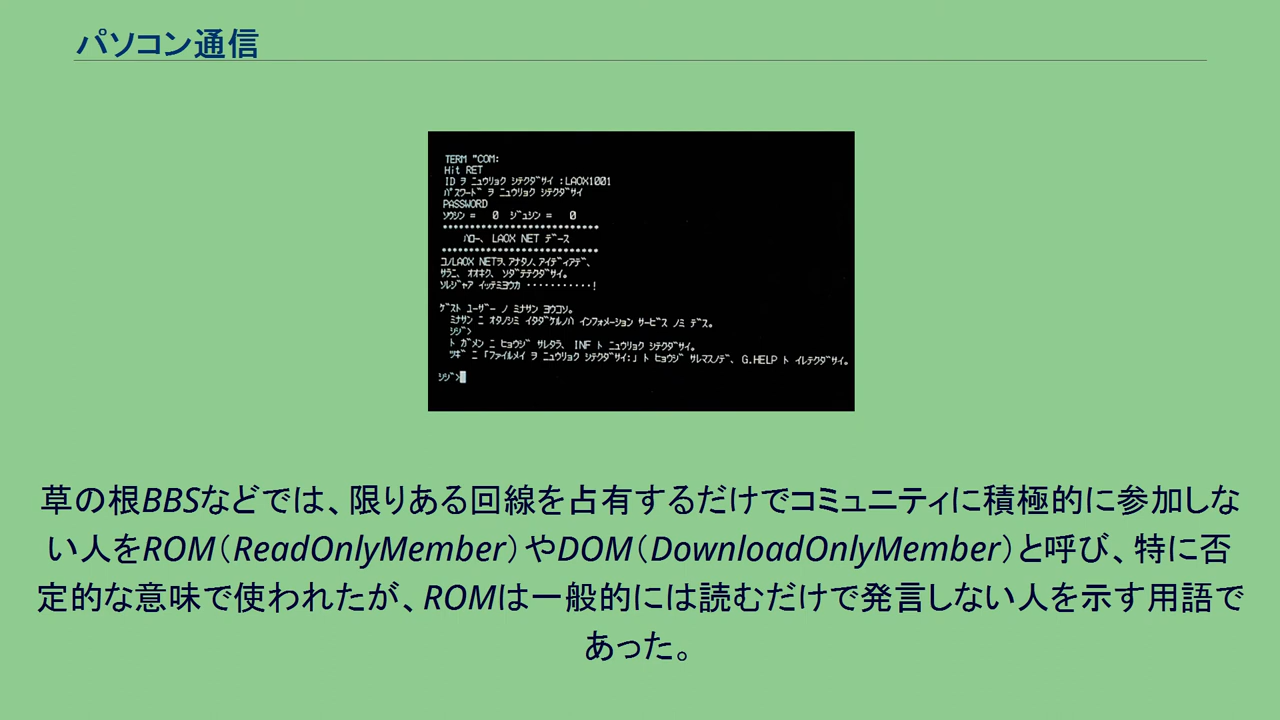 パソコン通信
TERM "COM:
Hit RET
ID ヲ ニュウリョク シテクダサイ :LAOX1001
パスワード ヲ ニュウリョク シテクダサイ
PASSWORD
ソウシン = 0 ジュシン = 0
****************************
ハロー、 LAOX NET デース
****************************
コノLAOX NETヲ、アナタノ、アイディアデ、
サラニ、 オオキク、 ソダテテクダサイ。
ソレジャア イッテミヨウカ ・・・・・・・・・・・!
ゲスト ユーザー ノ ミナサン ヨウコソ。
ミナサン ニ オタノシミ イタダケルノハ インフォメーション サービス ノミ デス。
シジ>
ト ガメン ニ ヒョウジ サレタラ、 INF ト ニュウリョク シテクダサイ。
ツギ ニ 「ファイルメイ ヲ ニュウリョク シテクダサイ:」 ト ヒョウジ サレマスノデ、 G.HELP ト イレテクダサイ。
シジ>
草の根BBSなどでは、限りある回線を占有するだけでコミュニティに積極的に参加しな
い人をROM（ReadOnlyMember）やDOM（DownloadOnlyMember）と呼び、特に否
定的な意味で使われたが、ROMは一般的には読むだけで発言しない人を示す用語で
あった。